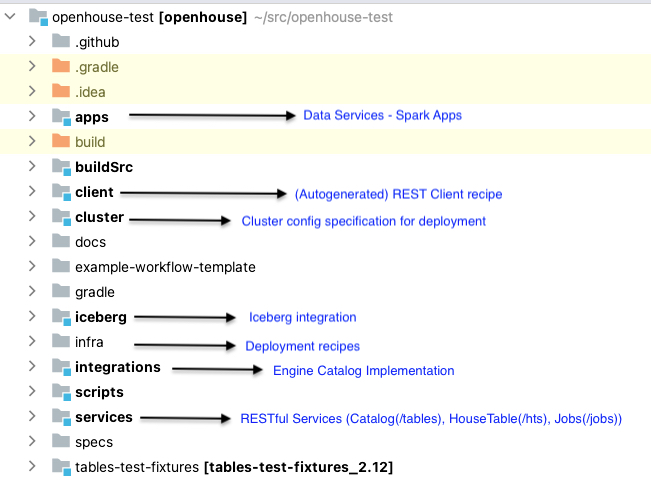 openhouse-test [openhouse] ~/src/openhouse-test
.github
.gradle
.idea
apps Data Services - Spark Apps
build
buildSrc
client (Autogenerated) REST Client recipe
cluster Cluster config specification for deployment
docs
example-workflow-template
gradle
iceberg Iceberg integration
infra Deployment recipes
integrations Engine Catalog Implementation
scripts
services RESTful Services (Catalog(/tables), HouseTable(/hts), Jobs(/jobs))
specs
tables-test-fixtures [tables-test-fixtures_2.12]